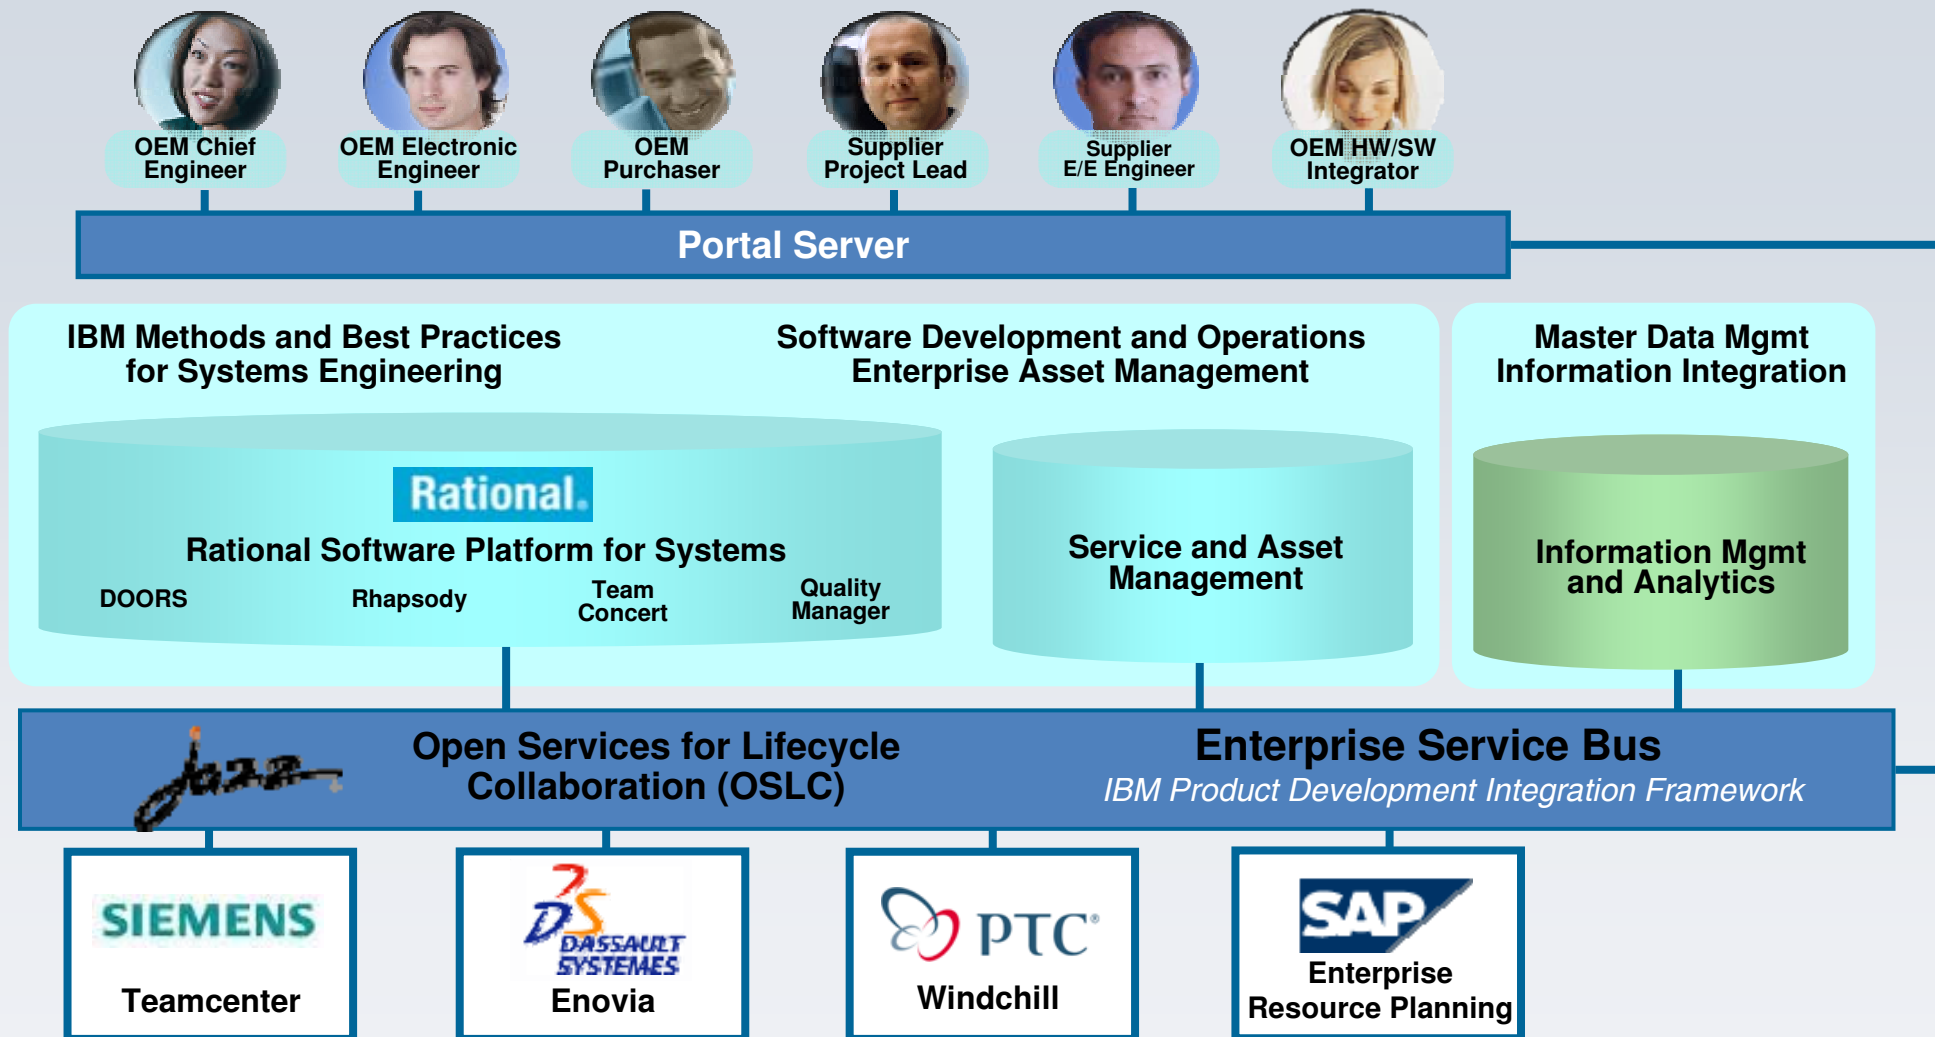 OEM Chief
Engineer
OEM Electronic
Engineer
OEM
Purchaser
Supplier
Project Lead
Supplier
E/E Engineer
OEM HW/SW
Integrator
Portal Server
IBM Methods and Best Practices
for Systems Engineering
Software Development and Operations
Enterprise Asset Management
Master Data Mgmt
Information Integration
Rational®
Rational Software Platform for Systems
DOORS
Rhapsody
Team
Concert
Quality
Manager
Service and Asset
Management
Information Mgmt
and Analytics
jazz
Open Services for Lifecycle
Collaboration (OSLC)
Enterprise Service Bus
IBM Product Development Integration Framework
SIEMENS
Teamcenter
DS
DASSAULT
SYSTEMES
Enovia
PTC®
Windchill
SAP
Enterprise
Resource Planning